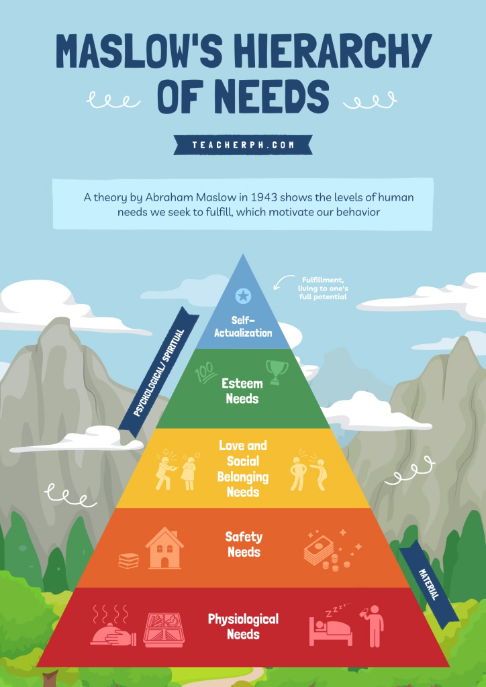 MASLOW'S HIERARCHY
OF NEEDS
TEACHERPH.COM
A theory by Abraham Maslow in 1943 shows the levels of human
needs we seek to fulfill, which motivate our behavior
Fulfillment,
living to one's
full potential
Self-
Actualization
PSYCHOLOGICAL/ SPIRITUAL
100
Esteem
Needs
Love and
Social
Belonging
Needs
Safety
Needs
MATERIAL
Physiological
Needs
zzz